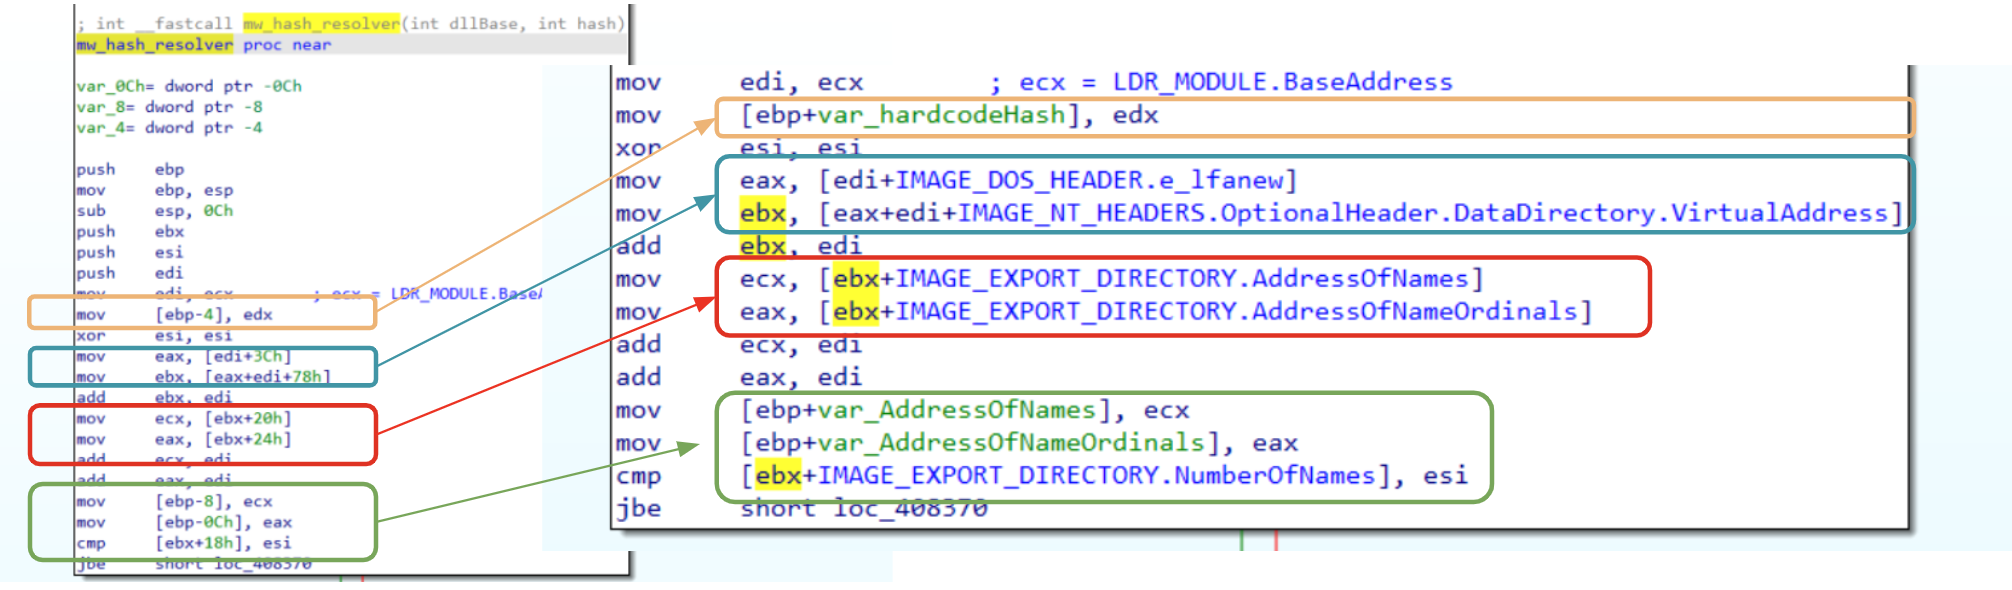 ; int __fastcall mw_hash_resolver(int dllBase, int hash)
mw_hash_resolver proc near
var_0Ch= dword ptr -0Ch
var_8= dword ptr -8
var_4= dword ptr -4
push ebp
mov ebp, esp
sub esp, 0Ch
push ebx
push esi
push edi
mov edi, ecx ; ecx = LDR_MODULE.Base
mov [ebp-4], edx
xor esi, esi
mov eax, [edi+3Ch]
mov ebx, [eax+edi+78h]
add ebx, edi
mov ecx, [ebx+20h]
mov eax, [ebx+24h]
add ecx, edi
add eax, edi
mov [ebp-8], ecx
mov [ebp-0Ch], eax
cmp [ebx+18h], esi
jbe short loc_408370
mov edi, ecx ; ecx = LDR_MODULE.BaseAddress
mov [ebp+var_hardcodeHash], edx
xor esi, esi
mov eax, [edi+IMAGE_DOS_HEADER.e_lfanew]
mov ebx, [eax+edi+IMAGE_NT_HEADERS.OptionalHeader.DataDirectory.VirtualAddress]
add ebx, edi
mov ecx, [ebx+IMAGE_EXPORT_DIRECTORY.AddressOfNames]
mov eax, [ebx+IMAGE_EXPORT_DIRECTORY.AddressOfNameOrdinals]
add ecx, edi
add eax, edi
mov [ebp+var_AddressOfNames], ecx
mov [ebp+var_AddressOfNameOrdinals], eax
cmp [ebx+IMAGE_EXPORT_DIRECTORY.NumberOfNames], esi
jbe short loc_408370